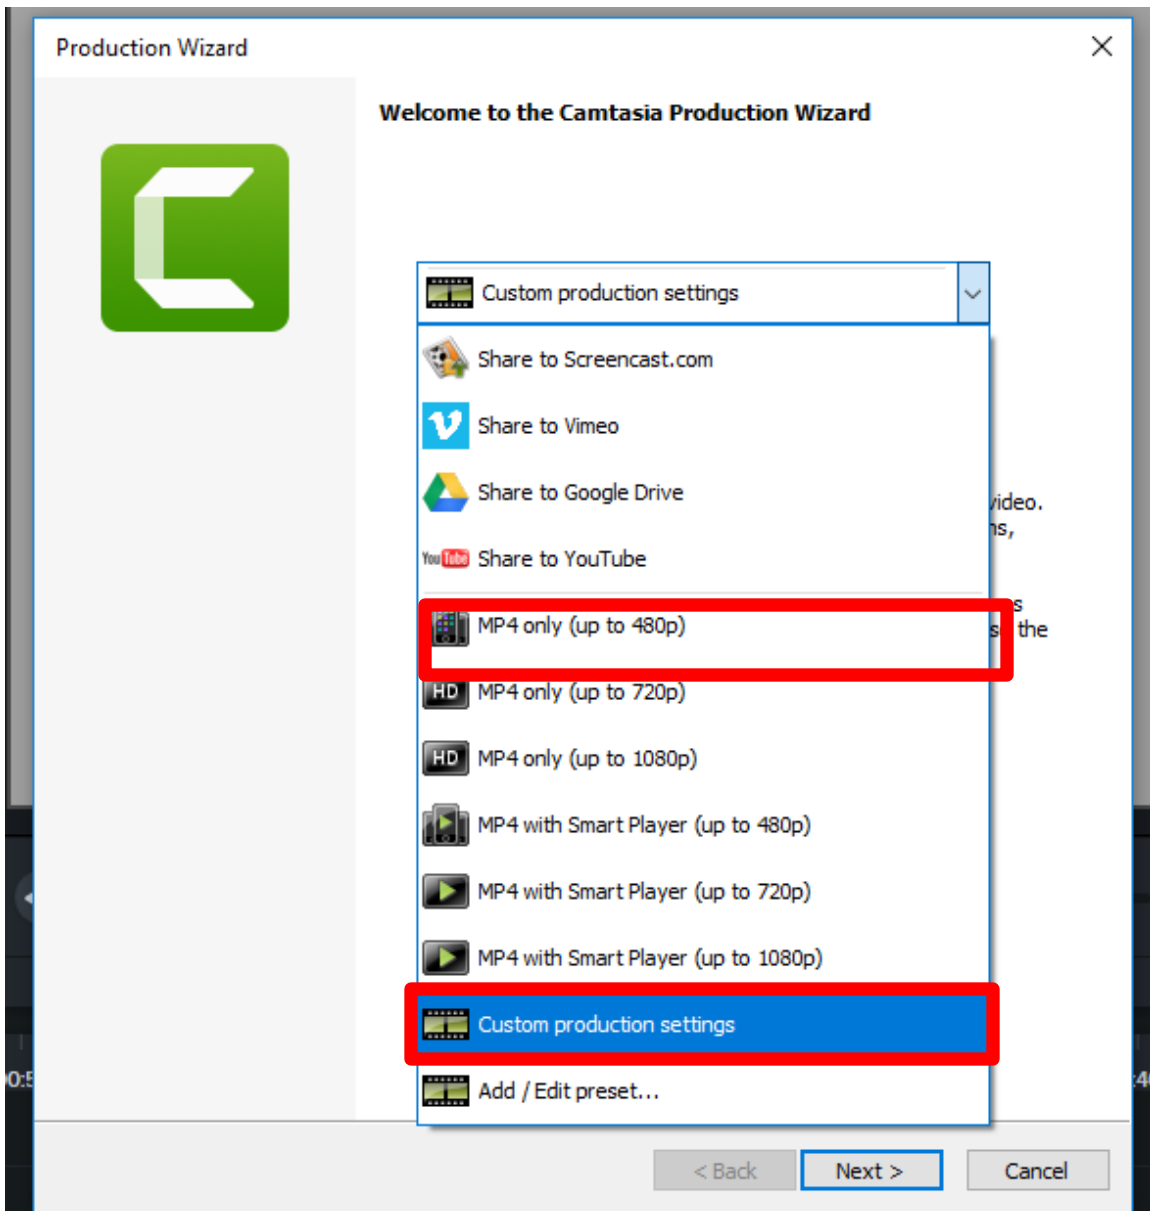 Production Wizard
Welcome to the Camtasia Production Wizard
Custom production settings
Share to Screencast.com
Share to Vimeo
Share to Google Drive
video.
You Tube Share to YouTube
MP4 only (up to 480p)
the
HD MP4 only (up to 720p)
HD MP4 only (up to 1080p)
MP4 with Smart Player (up to 480p)
MP4 with Smart Player (up to 720p)
MP4 with Smart Player (up to 1080p)
Custom production settings
Add / Edit preset...
< Back Next > Cancel